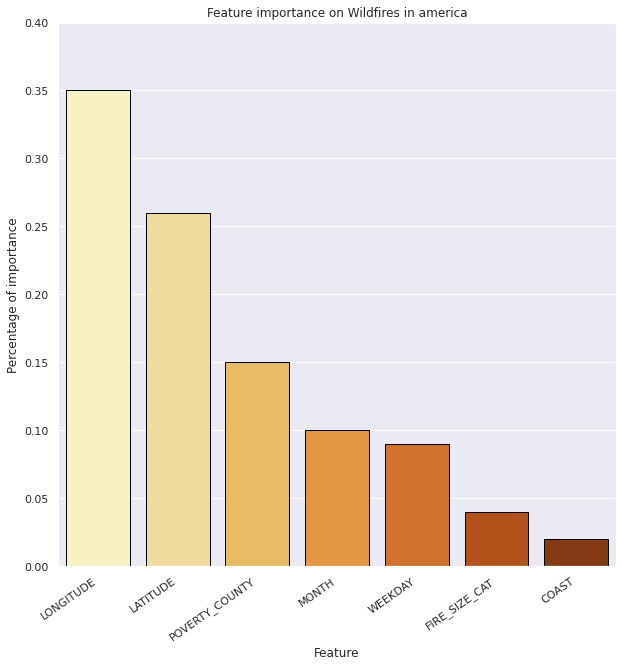 Feature importance on Wildfires in america
Percentage of importance
0.40
0.35
0.30
0.25
0.20
0.15
0.10
0.05
0.00
LONGITUDE
LATITUDE
POVERTY_COUNTY
MONTH
WEEKDAY
FIRE_SIZE_CAT
COAST
Feature